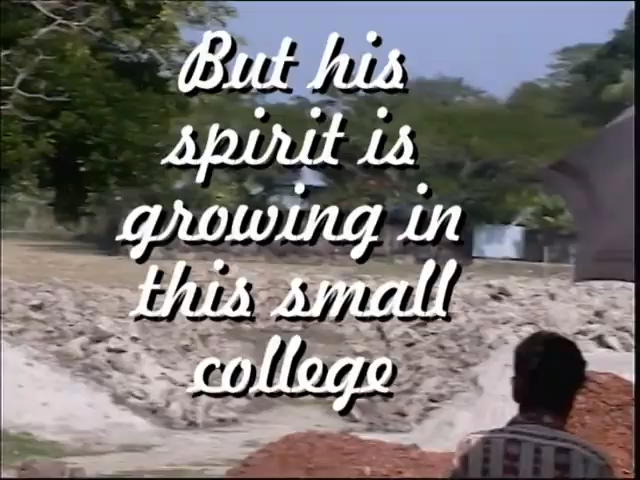 But his
spirit is
growing in
this small
college